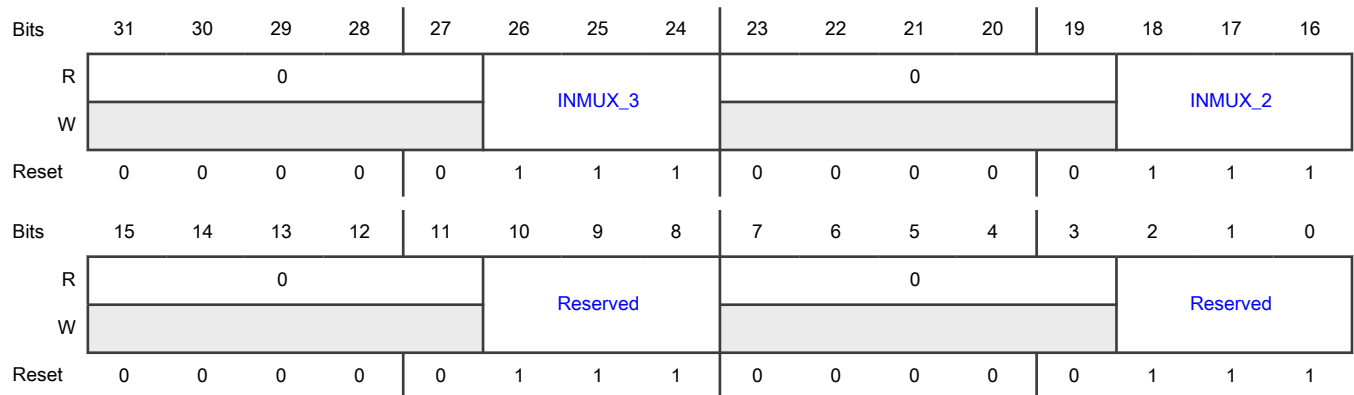 Bits 31 30 29 28 27 26 25 24 23 22 21 20 19 18 17 16
R 0 INMUX_3 0 INMUX_2
W
Reset 0 0 0 0 0 1 1 1 0 0 0 0 0 1 1 1
Bits 15 14 13 12 11 10 9 8 7 6 5 4 3 2 1 0
R 0 Reserved 0 Reserved
W
Reset 0 0 0 0 0 1 1 1 0 0 0 0 0 1 1 1